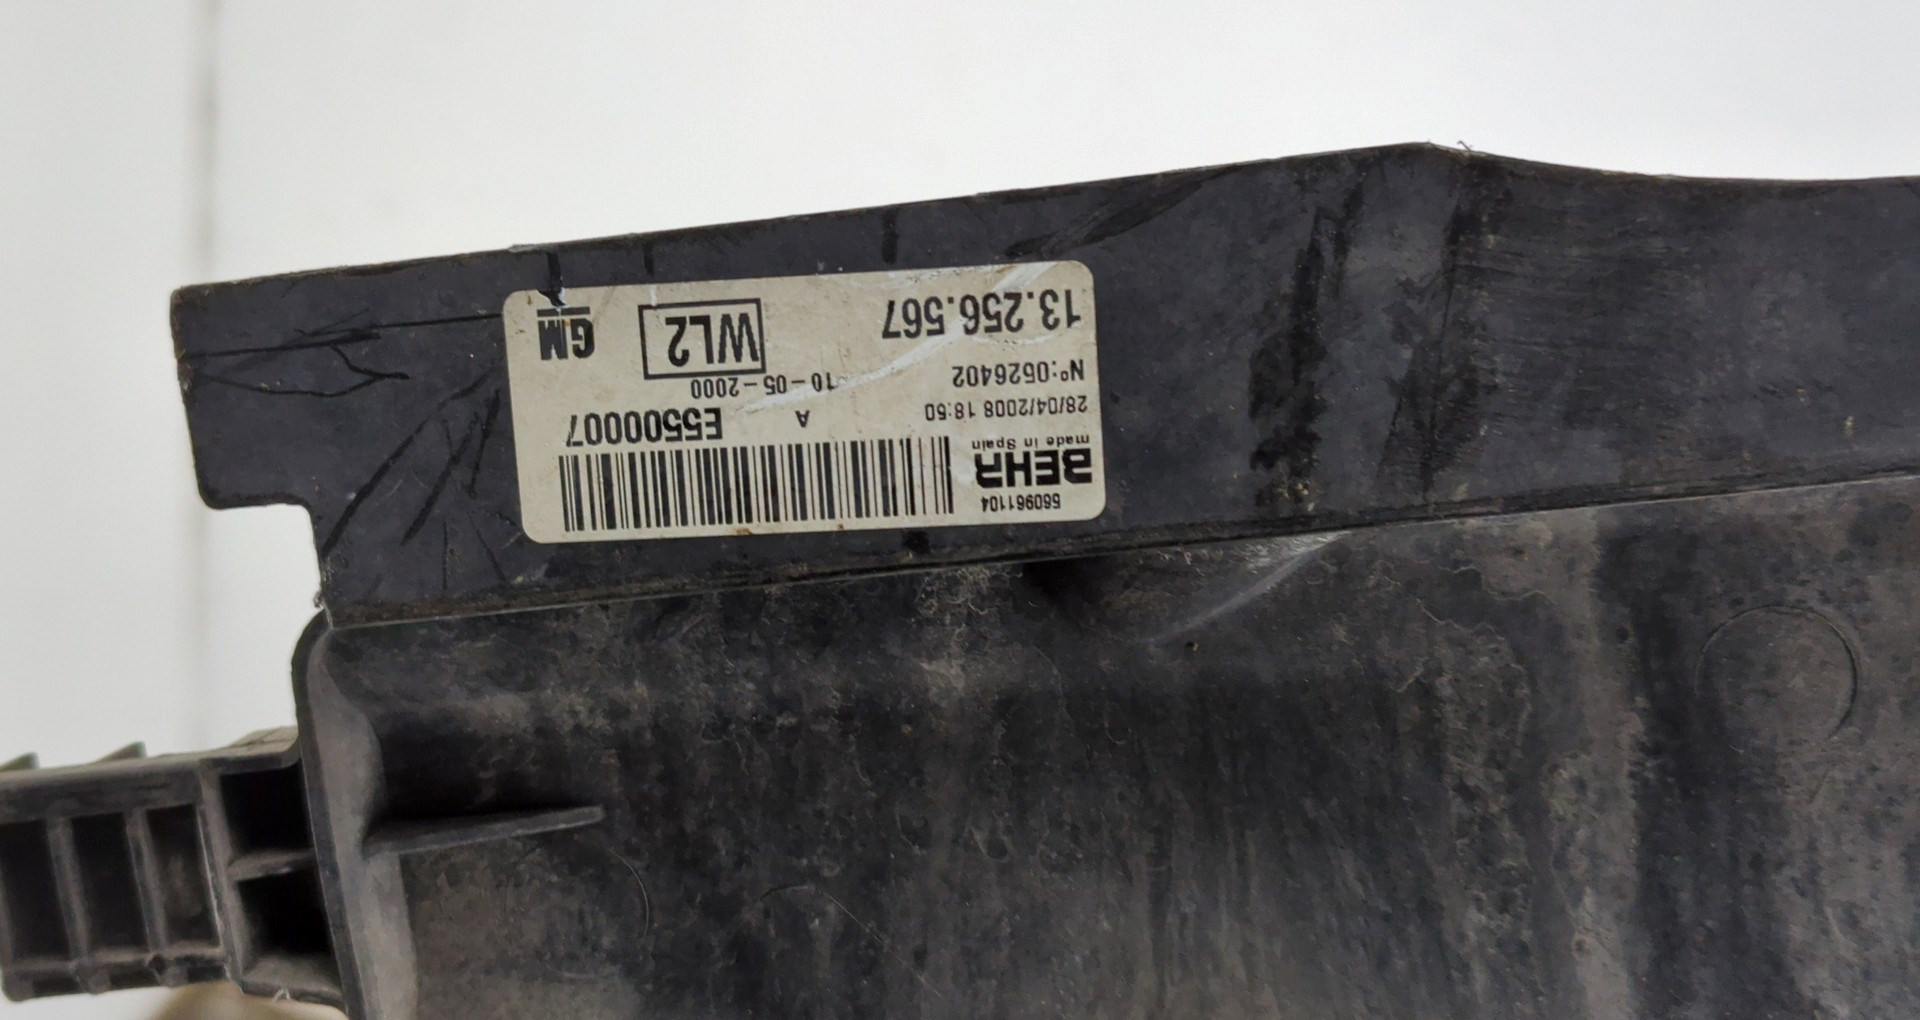 560961104
BEHR
made in Spain
28/04/2008 18:50
A
E5500007
Nº:0526402
10-05-2000
13.256.567
WL2
GM